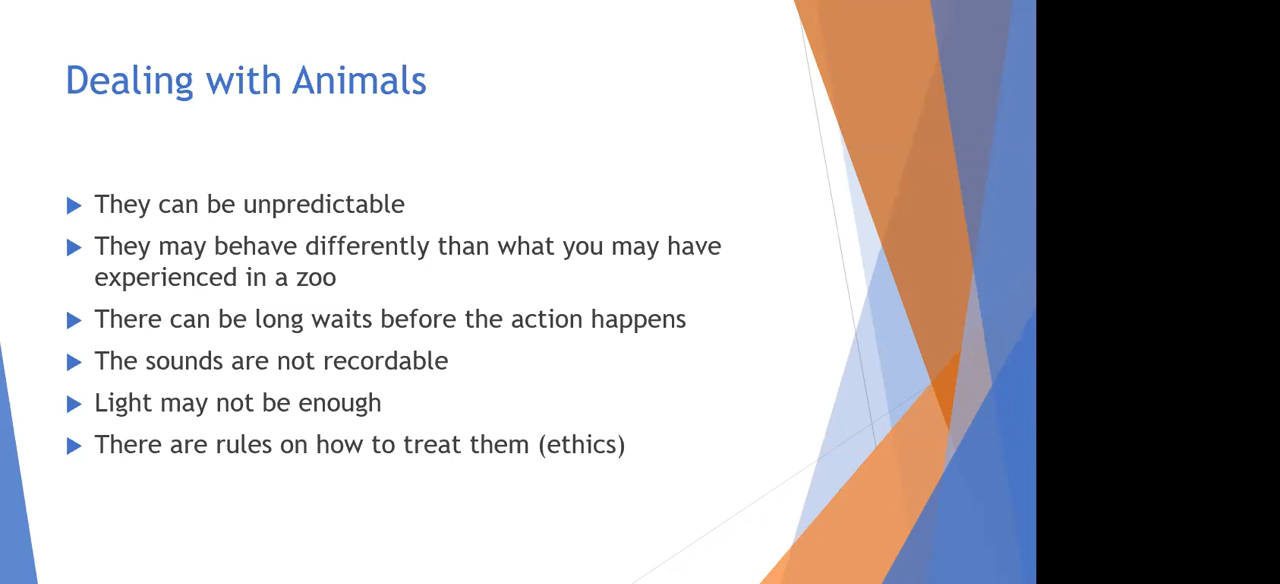 Dealing with Animals
They can be unpredictable
They may behave differently than what you may have
experienced in a zoo
There can be long waits before the action happens
The sounds are not recordable
Light may not be enough
There are rules on how to treat them (ethics)